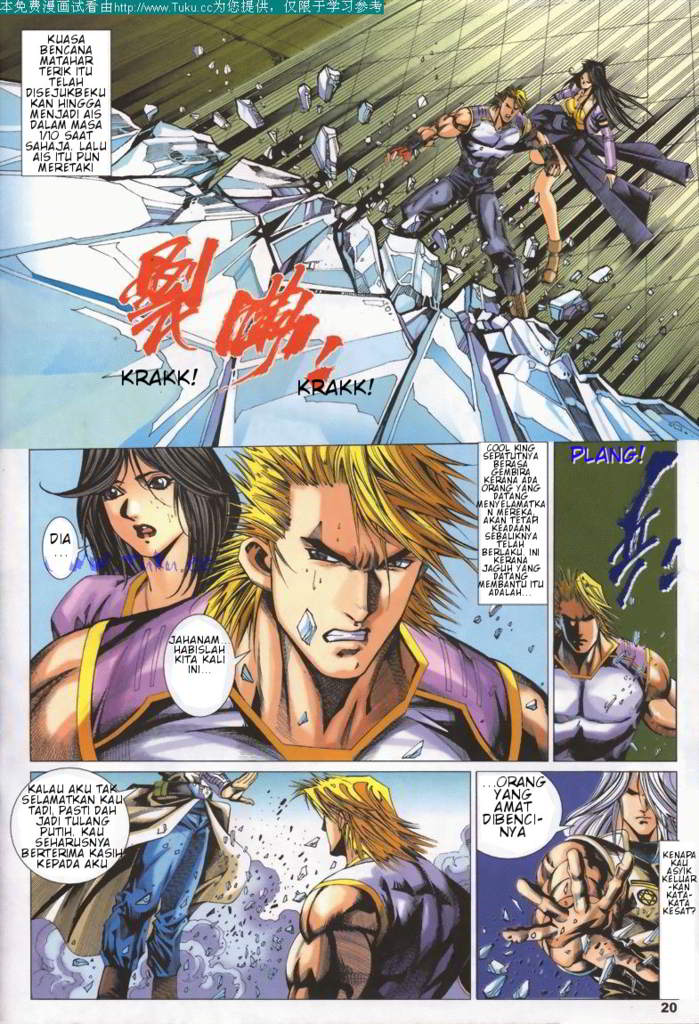 本免费漫画试看由http://www.Tuku.cc为您提供，仅限于学习参考
KUASA
BENCANA
MATAHAR
TERIK ITU
TELAH
DISEJUKBEKU
KAN HINGGA
MENJADI AIS
DALAM MASA
1/10 SAAT
SAHAJA, LALU
AIS ITU PUN
MERETAKI
裂
嘞!
KRAKK!
KRAKK!
DIA
...
JAHANAM...
HABISLAH
KITA KALI
INI...
COOL KING
SEPATUTNYA
BERASA
GEMBIRA
KERANA ADA
ORANG YANG
DATANG
MENYELAMATKA
N MEREKA,
AKAN TETAPI
KEADAAN
SEBALIKNYA
TELAH
BERLAKU. INI
KERANA
JAGUH YANG
DATANG
MEMBANTU ITU
ADALAH...
PLANG!
KALAU AKU TAK
SELAMATKAN KAU
TADI, PASTI DAH
JADI TULANG
PUTIH. KAU
SEHARUSNYA
BERTERIMA KASIH
KEPADA AKU
...ORANG
YANG
AMAT
DIBENCI-
NYA
KENAPA
KAU
ASYIK
KELUAR
-KAN
KATA-
KATA
KESAT?
20